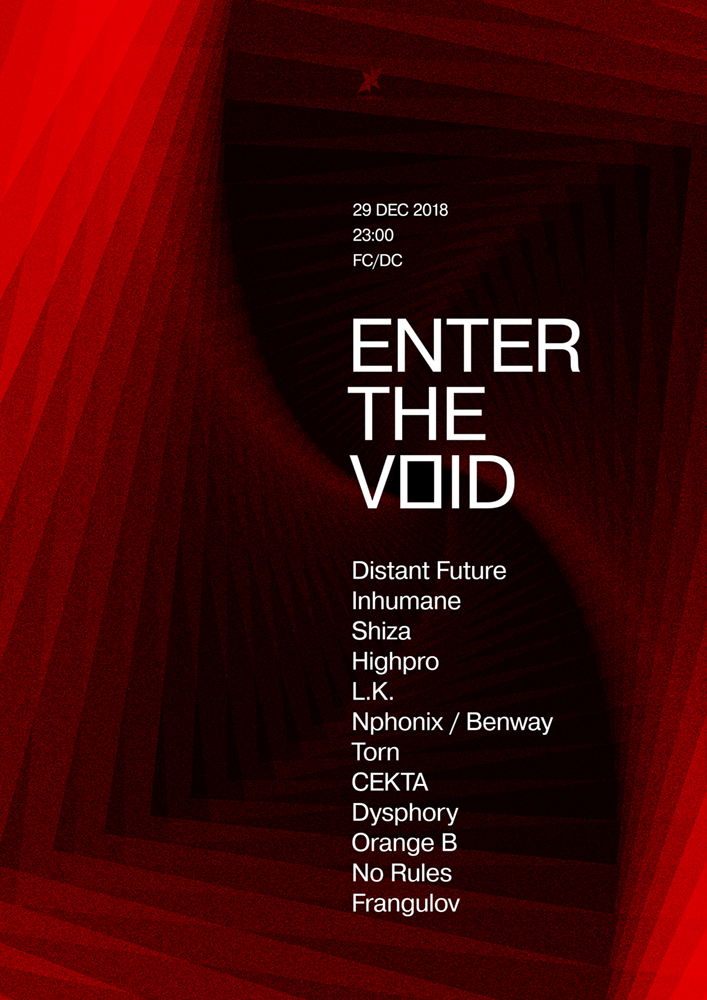 29 DEC 2018
23:00
FC/DC
ENTER
THE
V▯ID
Distant Future
Inhumane
Shiza
Highpro
L.K.
Nphonix / Benway
Torn
CEKTA
Dysphory
Orange B
No Rules
Frangulov